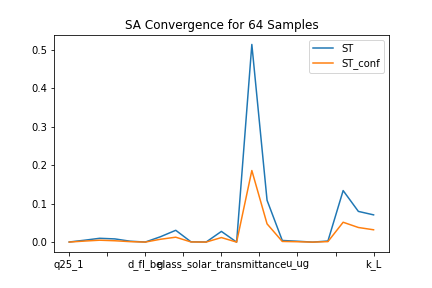 SA Convergence for 64 Samples
ST
ST_conf
0.5
0.4
0.3
0.2
0.1
0.0
q25_1 d_fl_bg glass_solar_transmittance u_ug k_L